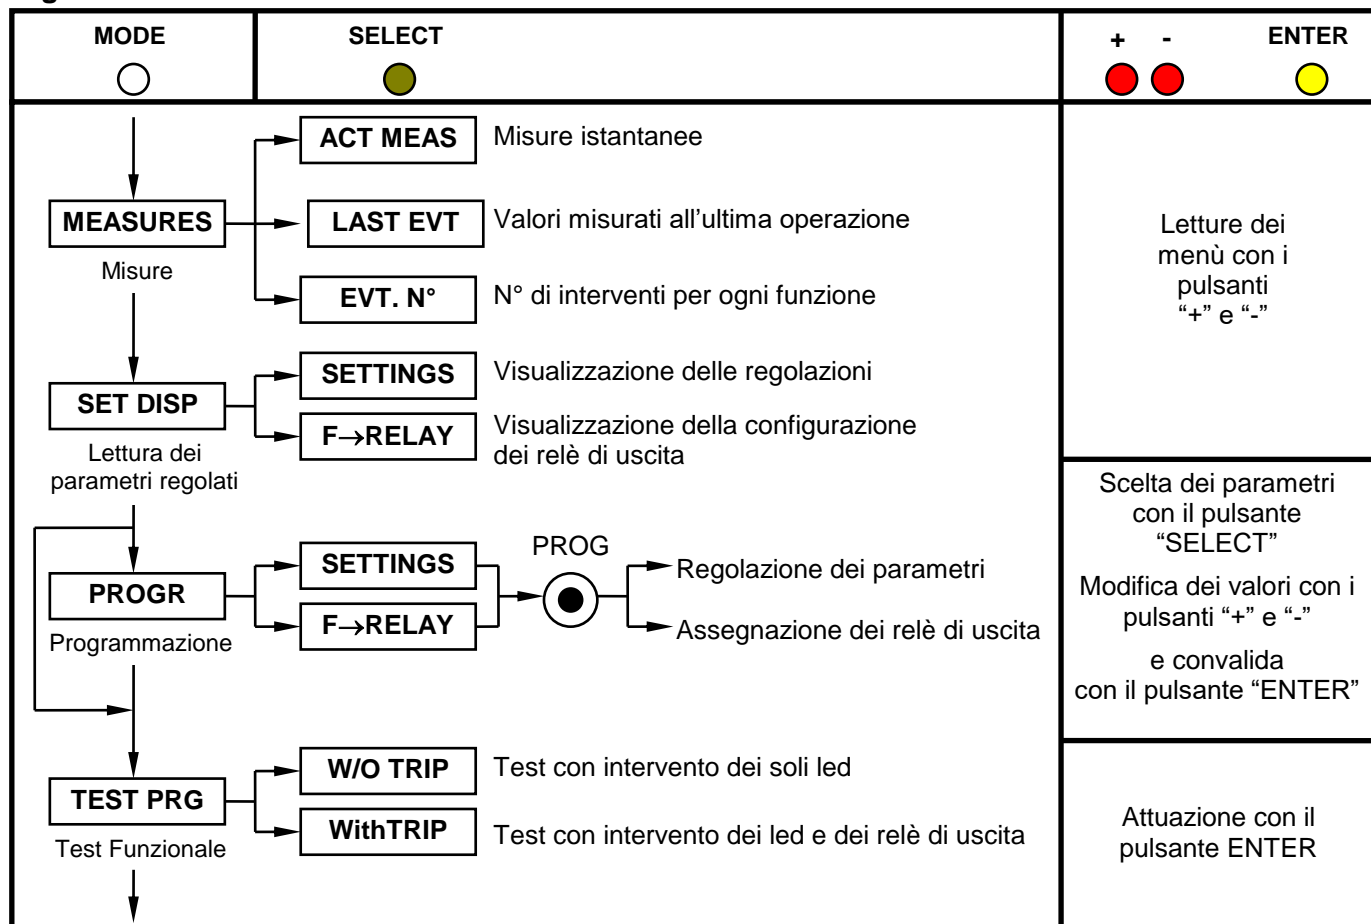 MODE
SELECT
+ -
ENTER
ACT MEAS
Misure istantanee
MEASURES
LAST EVT
Valori misurati all’ultima operazione
Misure
EVT. N°
N° di interventi per ogni funzione
Letture dei
menù con i
pulsanti
“+” e “-”
SETTINGS
Visualizzazione delle regolazioni
SET DISP
F→RELAY
Visualizzazione della configurazione
dei relè di uscita
Lettura dei
parametri regolati
Scelta dei parametri
con il pulsante
“SELECT”
Modifica dei valori con i
pulsanti “+” e “-”
e convalida
con il pulsante “ENTER”
SETTINGS
PROG
Regolazione dei parametri
PROGR
F→RELAY
Assegnazione dei relè di uscita
Programmazione
W/O TRIP
Test con intervento dei soli led
TEST PRG
WithTRIP
Test con intervento dei led e dei relè di uscita
Test Funzionale
Attuazione con il
pulsante ENTER